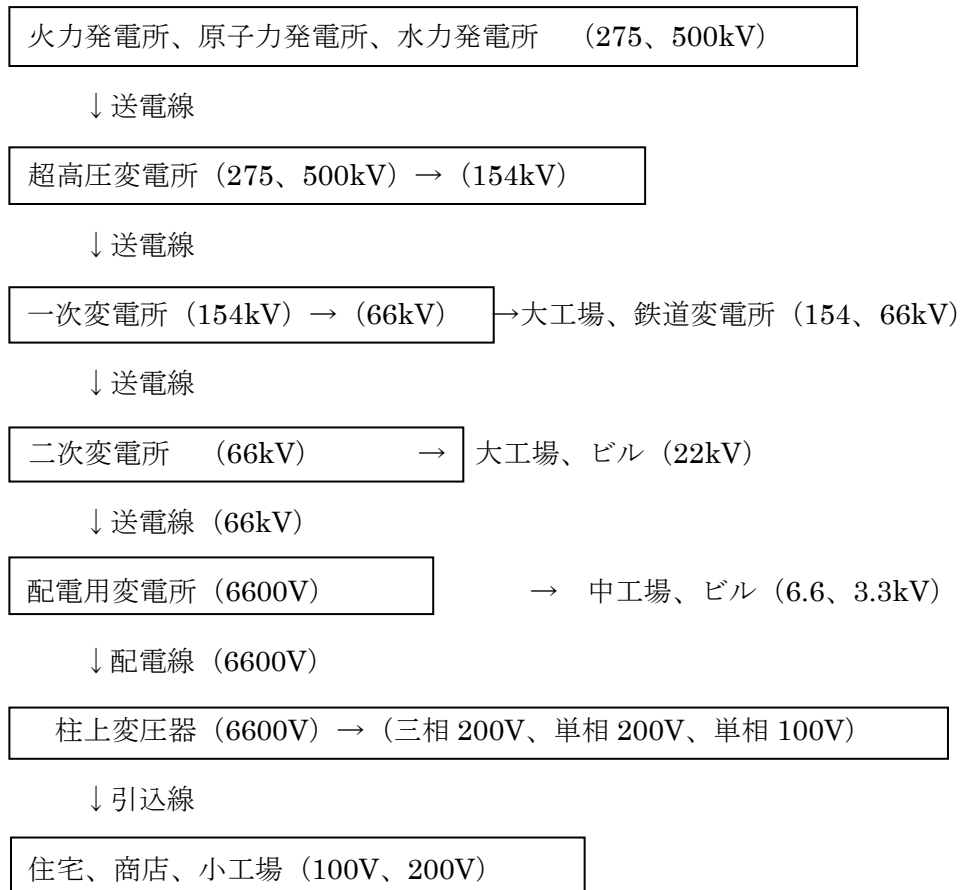 火力発電所、原子力発電所、水力発電所　（275、500kV）
↓送電線
超高圧変電所（275、500kV）→（154kV）
↓送電線
一次変電所（154kV）→（66kV）　→大工場、鉄道変電所（154、66kV）
↓送電線
二次変電所　（66kV）　　　→　大工場、ビル（22kV）
↓送電線（66kV）
配電用変電所（6600V）　　　→　中工場、ビル（6.6、3.3kV）
↓配電線（6600V）
柱上変圧器（6600V）→（三相 200V、単相 200V、単相 100V）
↓引込線
住宅、商店、小工場（100V、200V）